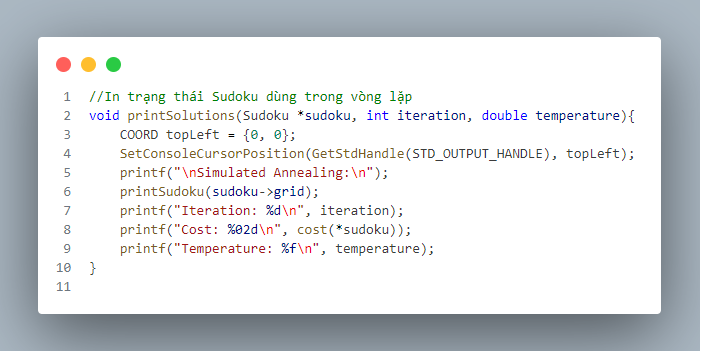 1 //In trạng thái Sudoku dùng trong vòng lặp
2 void printSolutions(Sudoku *sudoku, int iteration, double temperature){
3     COORD topLeft = {0, 0};
4     SetConsoleCursorPosition(GetStdHandle(STD_OUTPUT_HANDLE), topLeft);
5     printf("\nSimulated Annealing:\n");
6     printSudoku(sudoku->grid);
7     printf("Iteration: %d\n", iteration);
8     printf("Cost: %02d\n", cost(*sudoku));
9     printf("Temperature: %f\n", temperature);
10 }
11